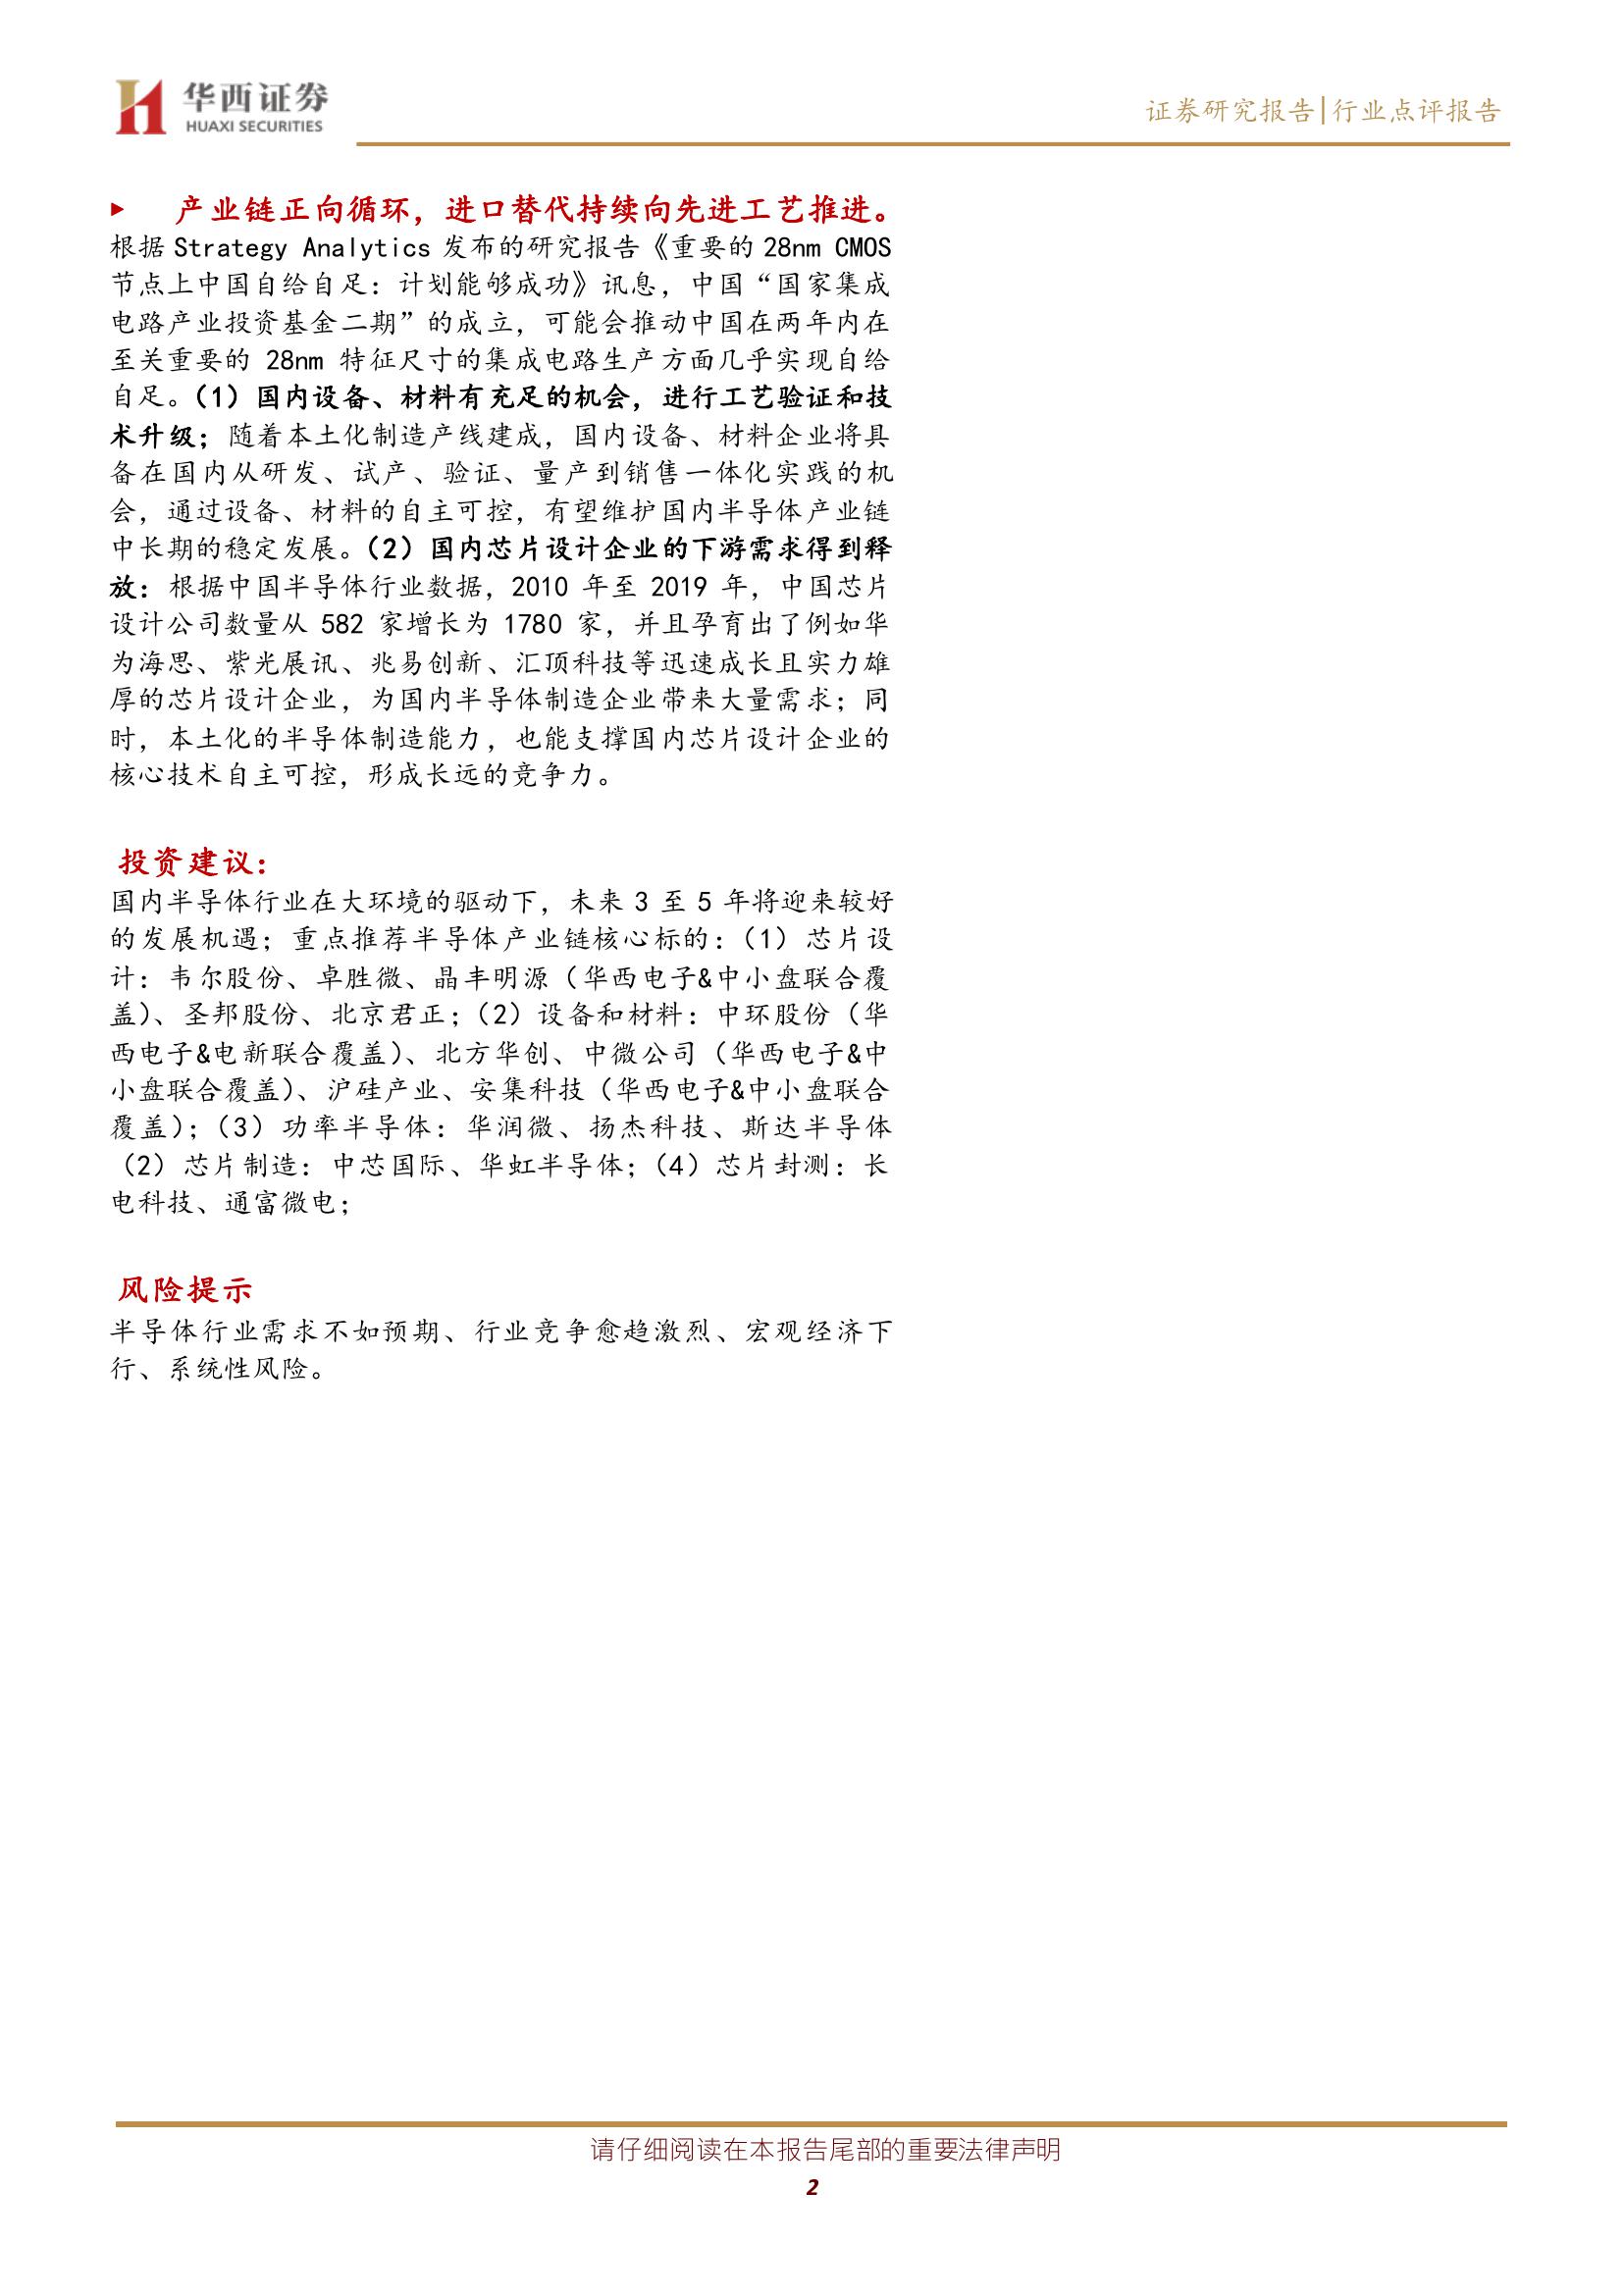 华西证券
HUAXI SECURITIES
证券研究报告|行业点评报告
▶ 产业链正向循环，进口替代持续向先进工艺推进。
根据 Strategy Analytics 发布的研究报告《重要的 28nm CMOS
节点上中国自给自足：计划能够成功》讯息，中国“国家集成
电路产业投资基金二期”的成立，可能会推动中国在两年内在
至关重要的 28nm 特征尺寸的集成电路生产方面几乎实现自给
自足。（1）国内设备、材料有充足的机会，进行工艺验证和技
术升级；随着本土化制造产线建成，国内设备、材料企业将具
备在国内从研发、试产、验证、量产到销售一体化实践的机
会，通过设备、材料的自主可控，有望维护国内半导体产业链
中长期的稳定发展。（2）国内芯片设计企业的下游需求得到释
放：根据中国半导体行业数据，2010 年至 2019 年，中国芯片
设计公司数量从 582 家增长为 1780 家，并且孕育出了例如华
为海思、紫光展讯、兆易创新、汇顶科技等迅速成长且实力雄
厚的芯片设计企业，为国内半导体制造企业带来大量需求；同
时，本土化的半导体制造能力，也能支撑国内芯片设计企业的
核心技术自主可控，形成长远的竞争力。
投资建议：
国内半导体行业在大环境的驱动下，未来 3 至 5 年将迎来较好
的发展机遇；重点推荐半导体产业链核心标的：（1）芯片设
计：韦尔股份、卓胜微、晶丰明源（华西电子&中小盘联合覆
盖）、圣邦股份、北京君正；（2）设备和材料：中环股份（华
西电子&电新联合覆盖）、北方华创、中微公司（华西电子&中
小盘联合覆盖）、沪硅产业、安集科技（华西电子&中小盘联合
覆盖）；（3）功率半导体：华润微、扬杰科技、斯达半导体
（2）芯片制造：中芯国际、华虹半导体；（4）芯片封测：长
电科技、通富微电；
风险提示
半导体行业需求不如预期、行业竞争愈趋激烈、宏观经济下
行、系统性风险。
请仔细阅读在本报告尾部的重要法律声明
2